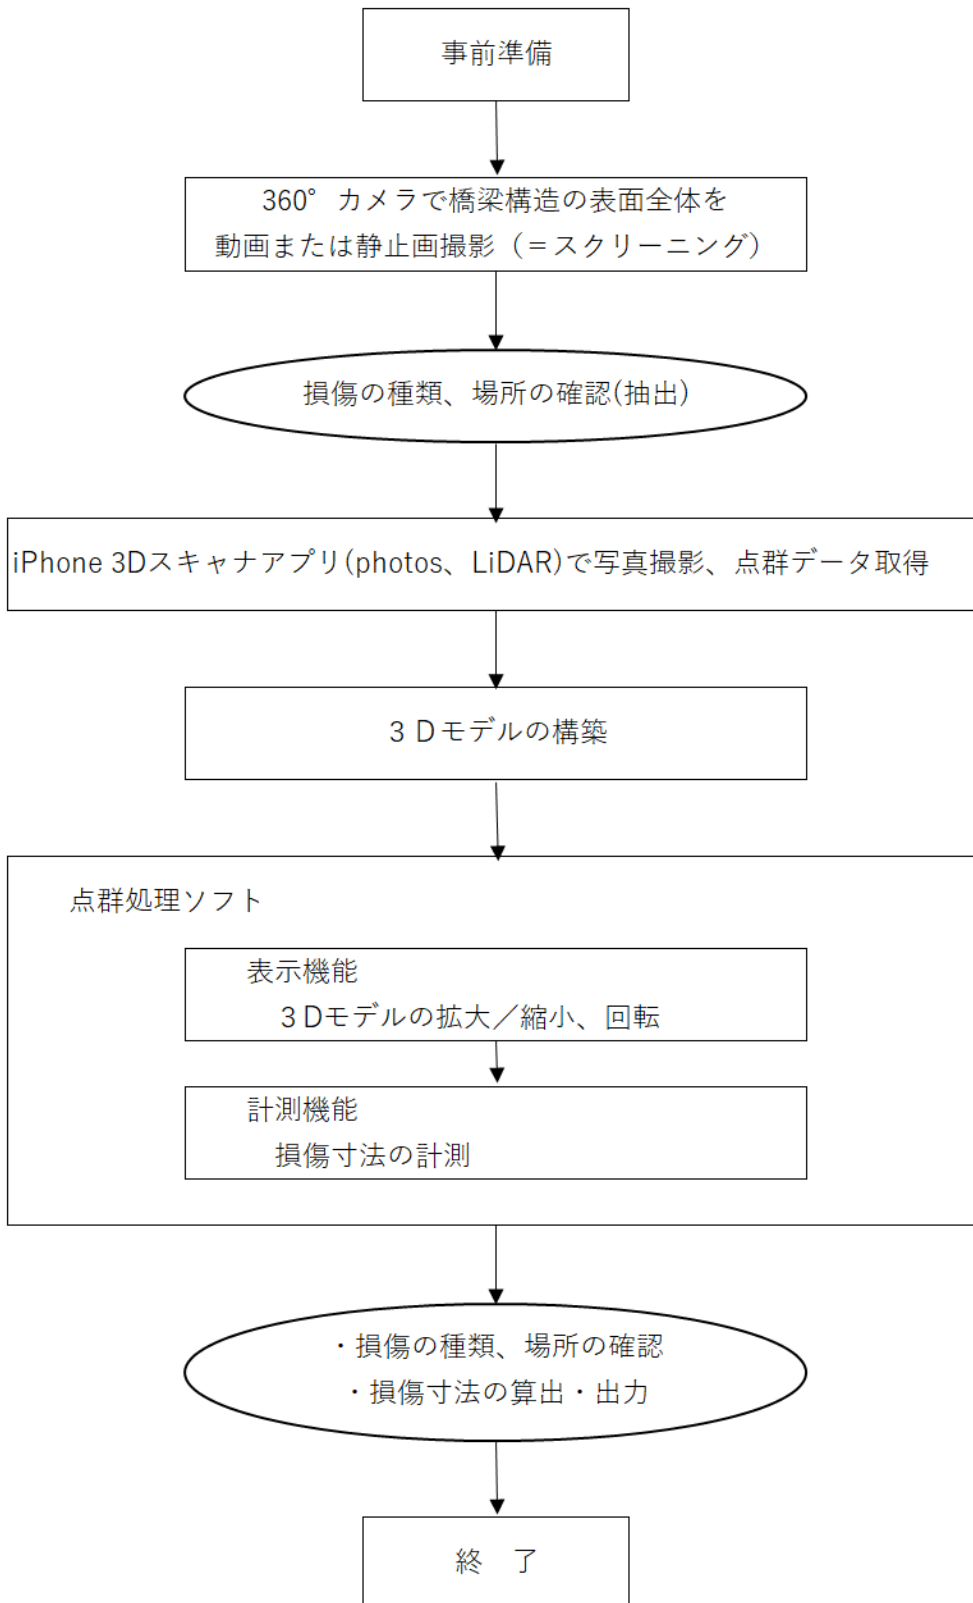 事前準備
360°カメラで橋梁構造の表面全体を
動画または静止画撮影（＝スクリーニング）
損傷の種類、場所の確認(抽出)
iPhone 3Dスキャナアプリ(photos、LiDAR)で写真撮影、点群データ取得
３Ｄモデルの構築
点群処理ソフト
表示機能
３Dモデルの拡大／縮小、回転
計測機能
損傷寸法の計測
・損傷の種類、場所の確認
・損傷寸法の算出・出力
終　了